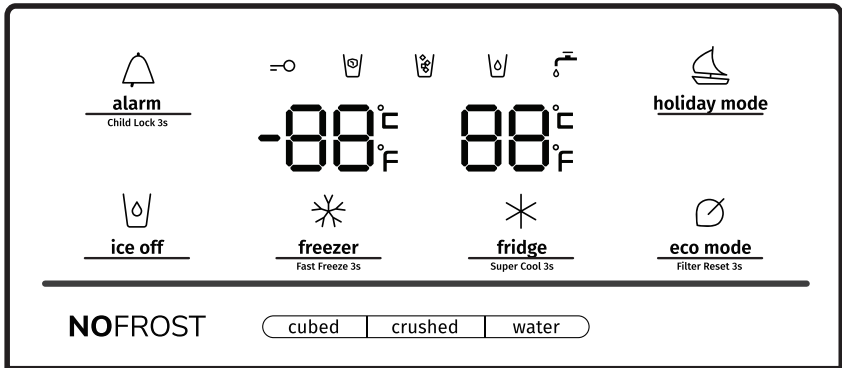 alarm
Child Lock 3s
holiday mode
-88°C °F
88°C °F
ice off
freezer
Fast Freeze 3s
fridge
Super Cool 3s
eco mode
Filter Reset 3s
NOFROST
cubed
crushed
water